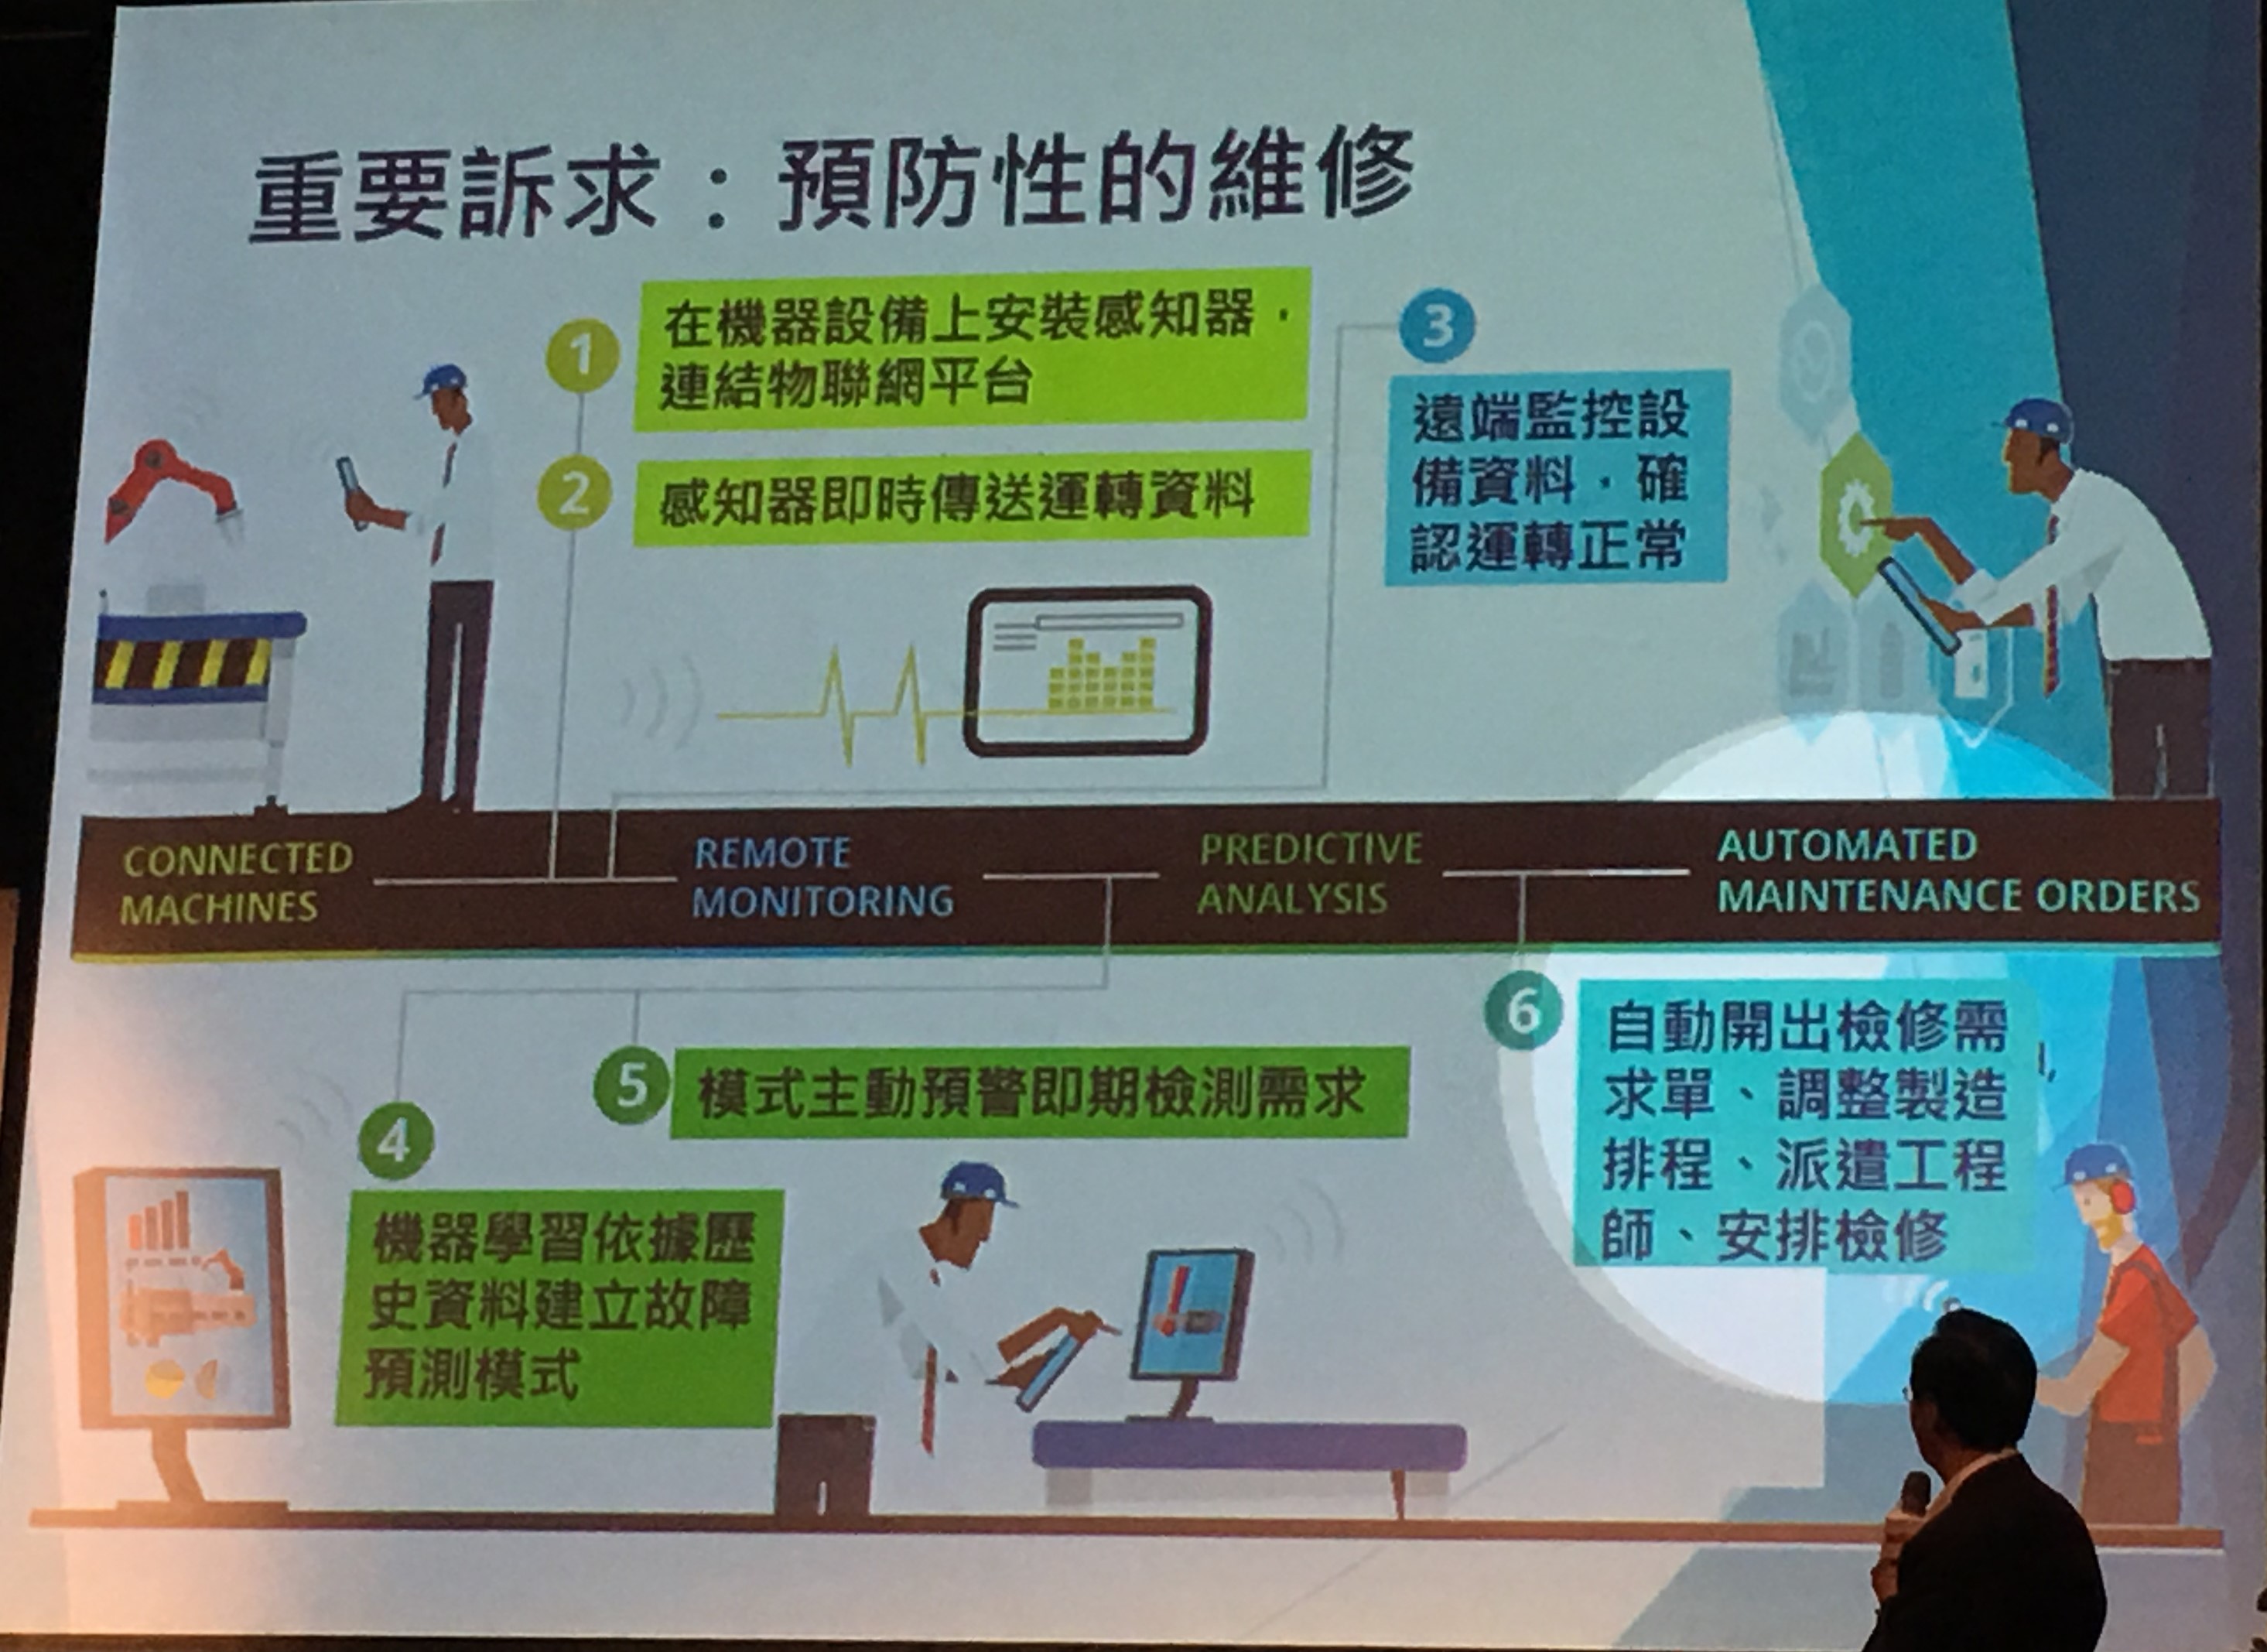 重要訴求：預防性的維修
1
在機器設備上安裝感知器，
連結物聯網平台
2
感知器即時傳送運轉資料
3
遠端監控設
備資料，確
認運轉正常
CONNECTED
MACHINES
REMOTE
MONITORING
PREDICTIVE
ANALYSIS
AUTOMATED
MAINTENANCE ORDERS
4
機器學習依據歷
史資料建立故障
預測模式
5
模式主動預警即期檢測需求
6
自動開出檢修需
求單、調整製造
排程、派遣工程
師、安排檢修